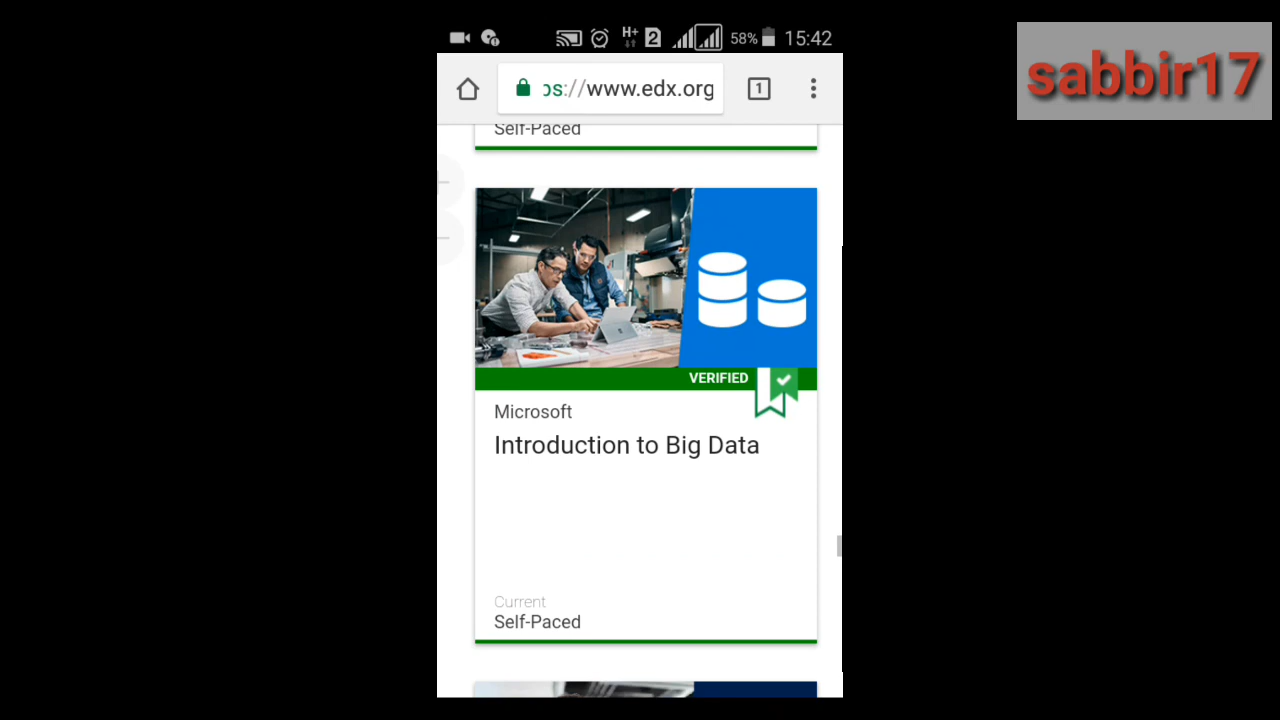 H+ 2 58% 15:42
sabbir17
ps://www.edx.org 1
Self-Paced
VERIFIED
Microsoft
Introduction to Big Data
Current
Self-Paced